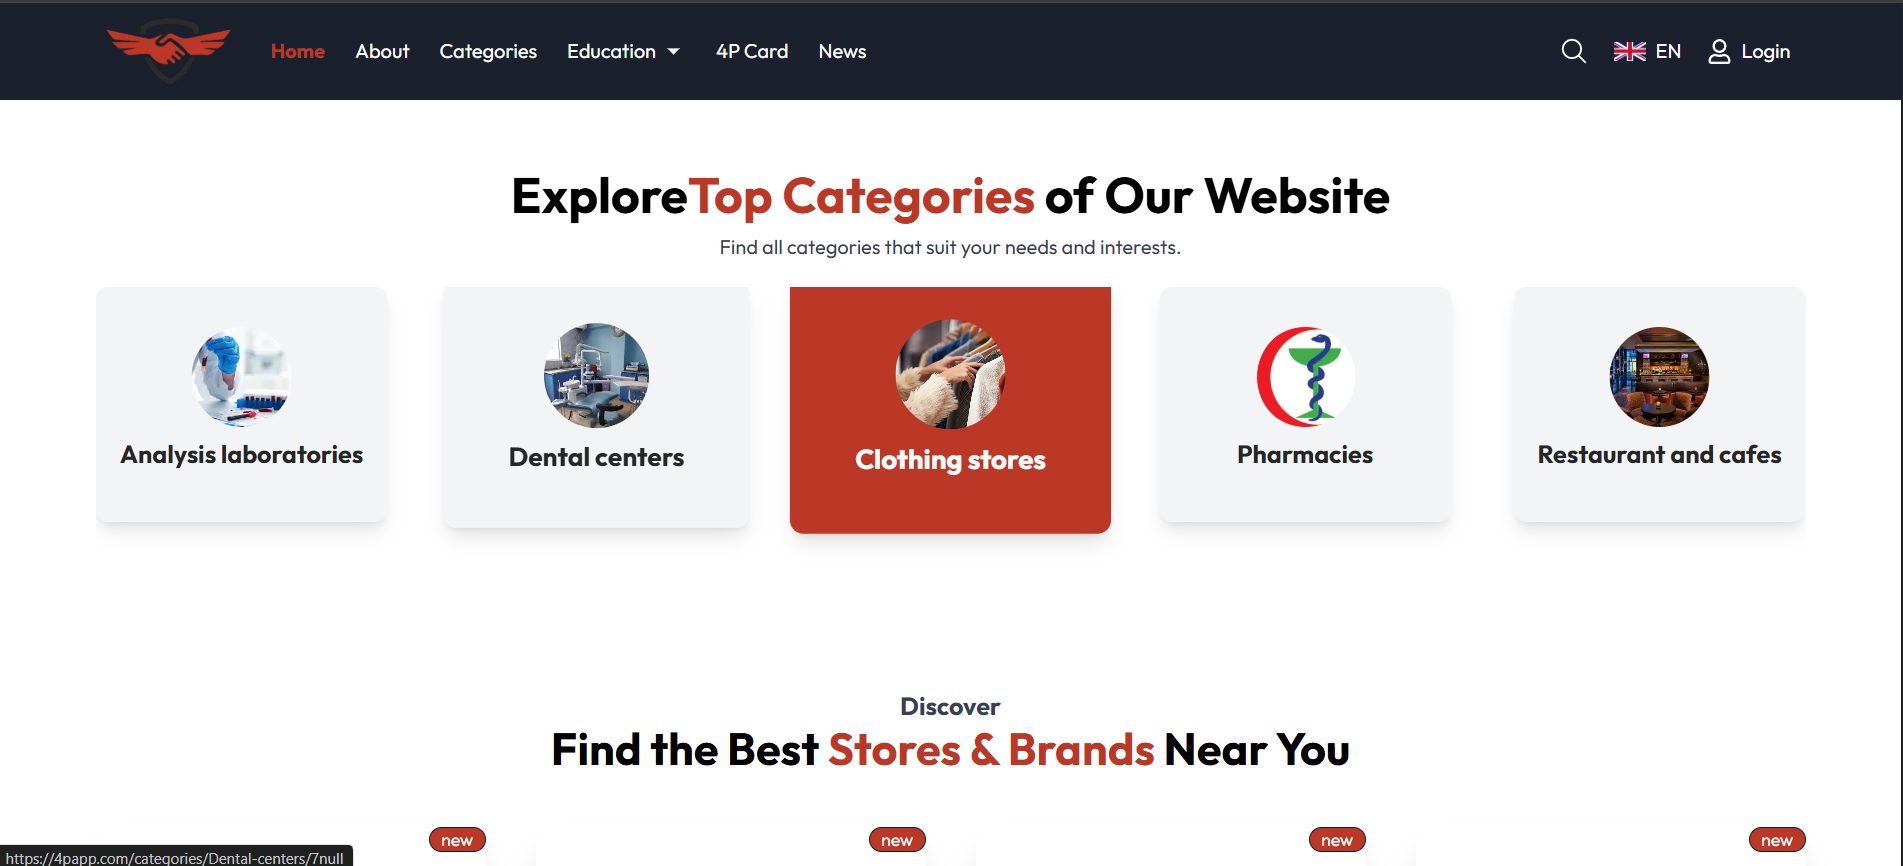 Home About Categories Education 4P Card News EN Login
ExploreTop Categories of Our Website
Find all categories that suit your needs and interests.
Analysis laboratories Dental centers Clothing stores Pharmacies Restaurant and cafes
Discover
Find the Best Stores & Brands Near You
new new new new
https://4papp.com/categories/Dental-centers/7null